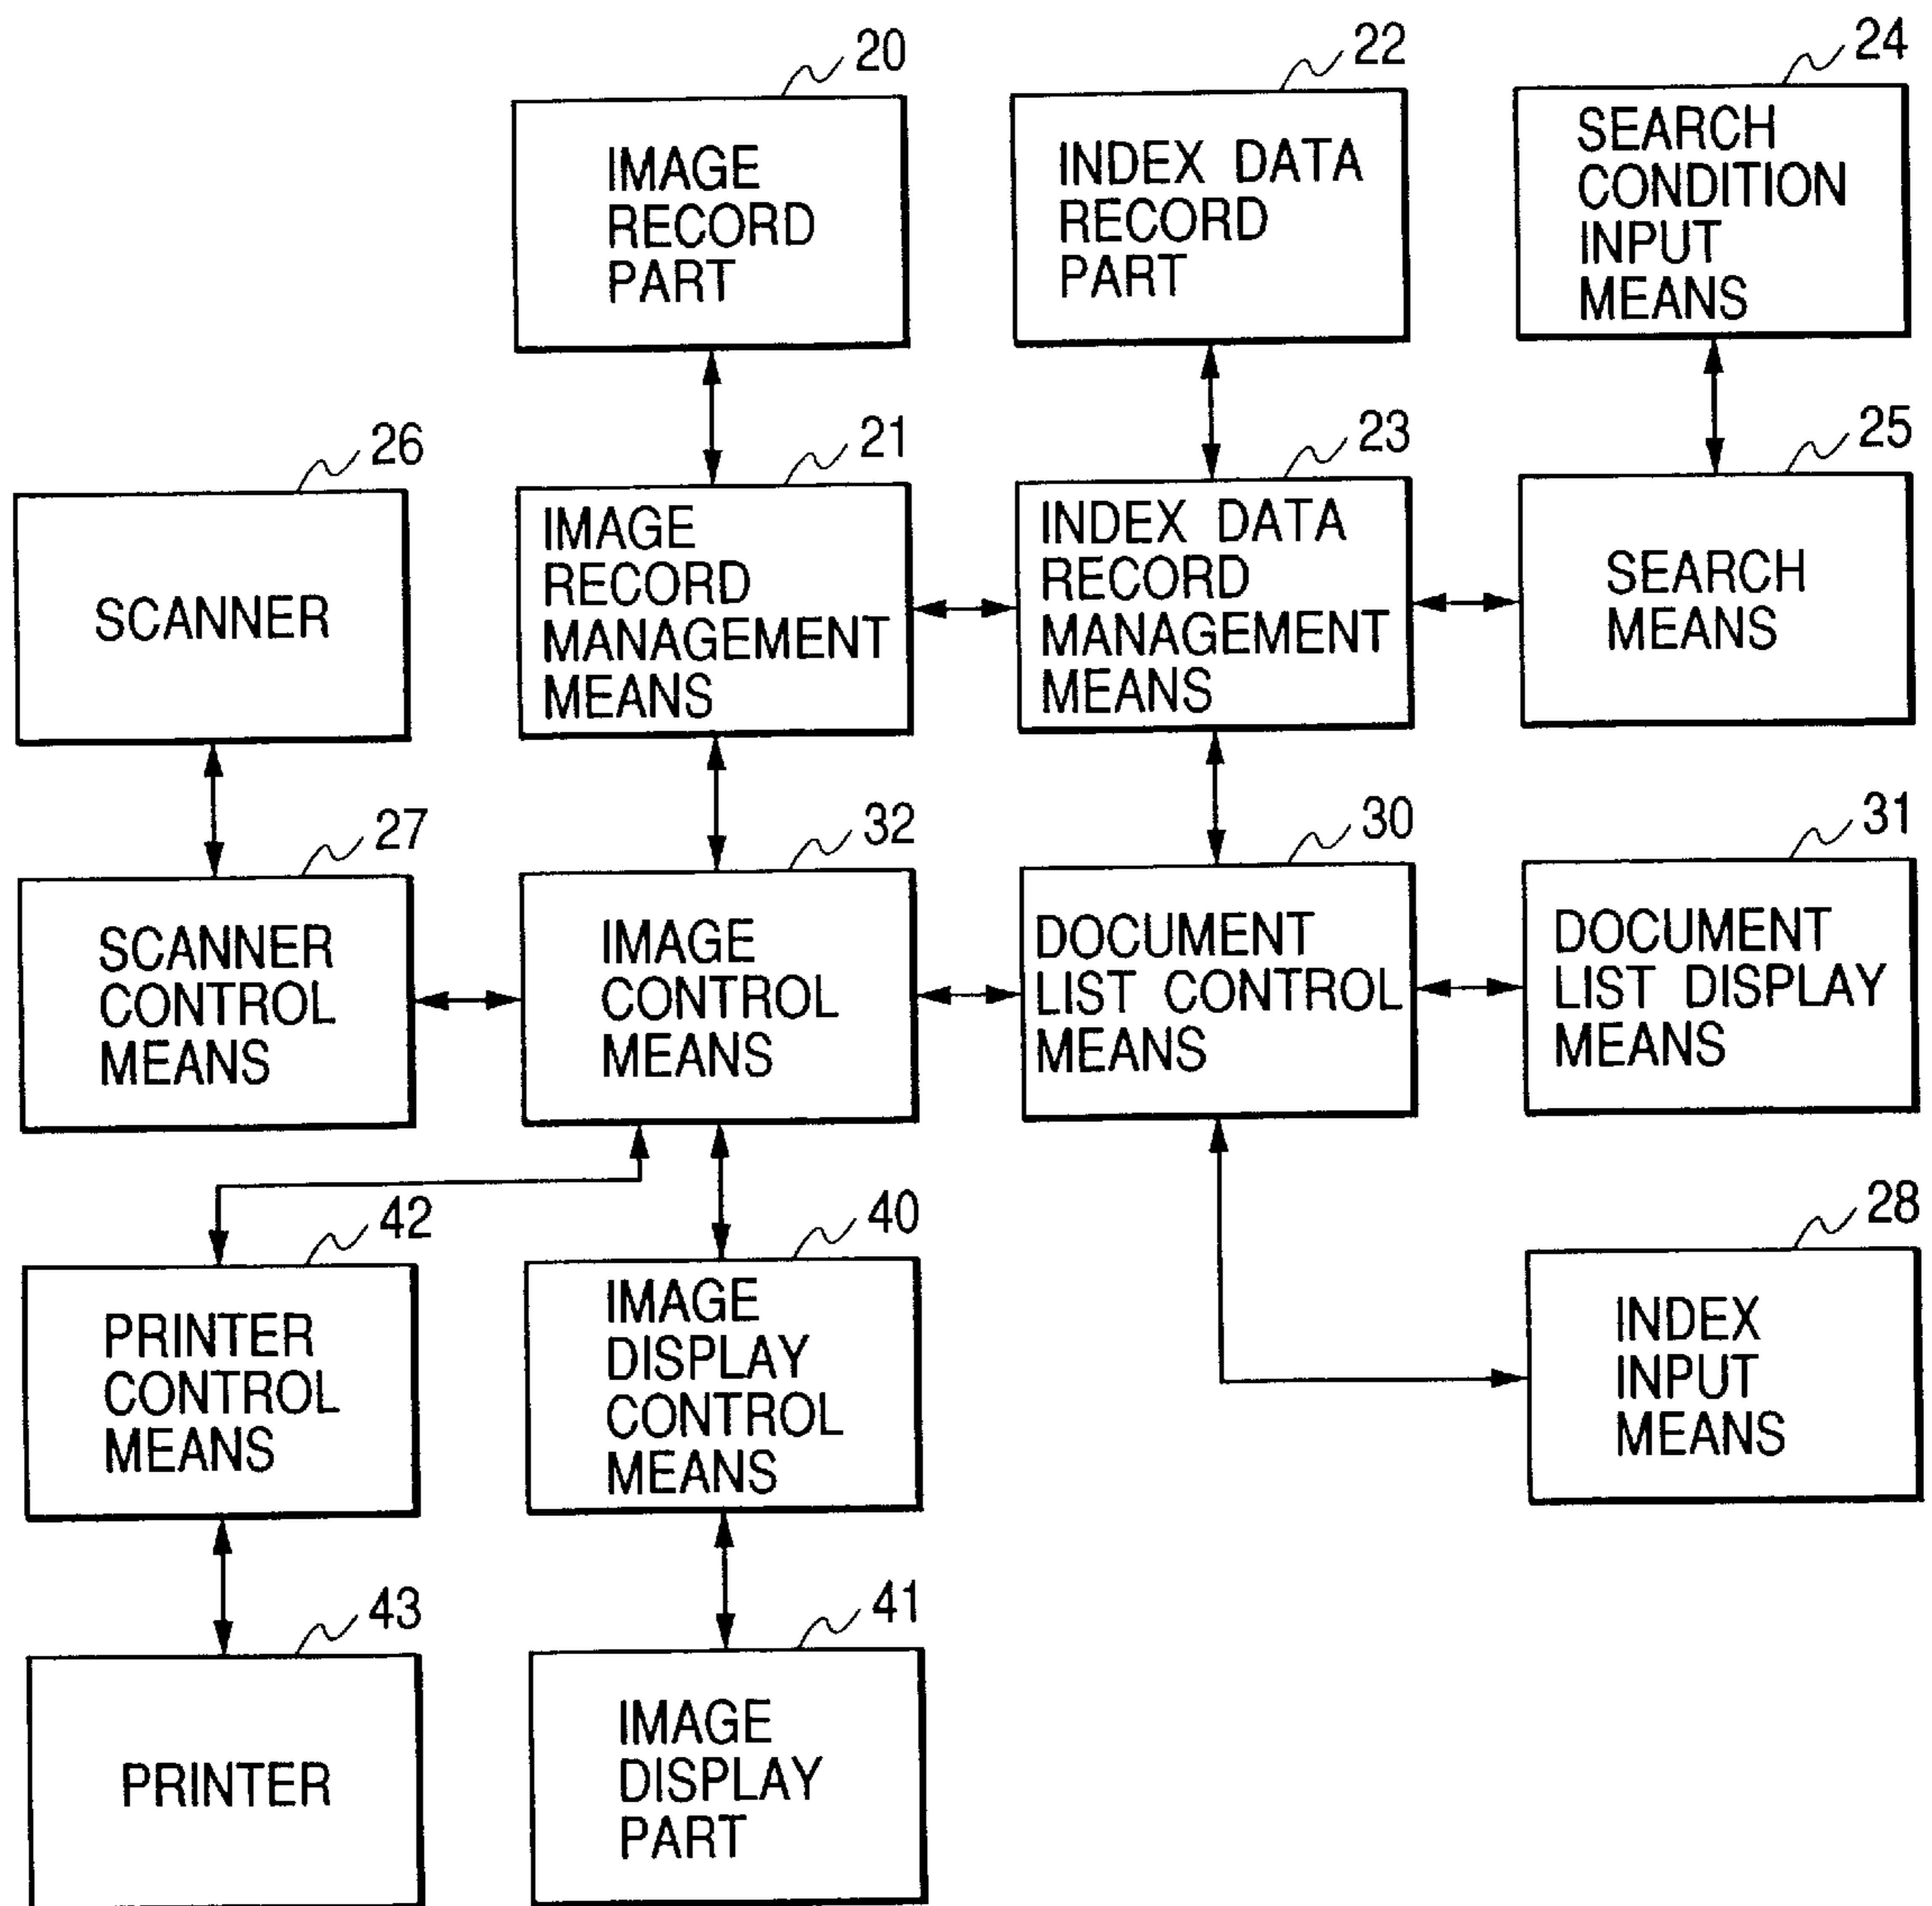 20
IMAGE
RECORD
PART
22
INDEX DATA
RECORD
PART
24
SEARCH
CONDITION
INPUT
MEANS
26
SCANNER
21
IMAGE
RECORD
MANAGEMENT
MEANS
23
INDEX DATA
RECORD
MANAGEMENT
MEANS
25
SEARCH
MEANS
27
SCANNER
CONTROL
MEANS
32
IMAGE
CONTROL
MEANS
30
DOCUMENT
LIST CONTROL
MEANS
31
DOCUMENT
LIST DISPLAY
MEANS
42
PRINTER
CONTROL
MEANS
40
IMAGE
DISPLAY
CONTROL
MEANS
28
INDEX
INPUT
MEANS
43
PRINTER
41
IMAGE
DISPLAY
PART